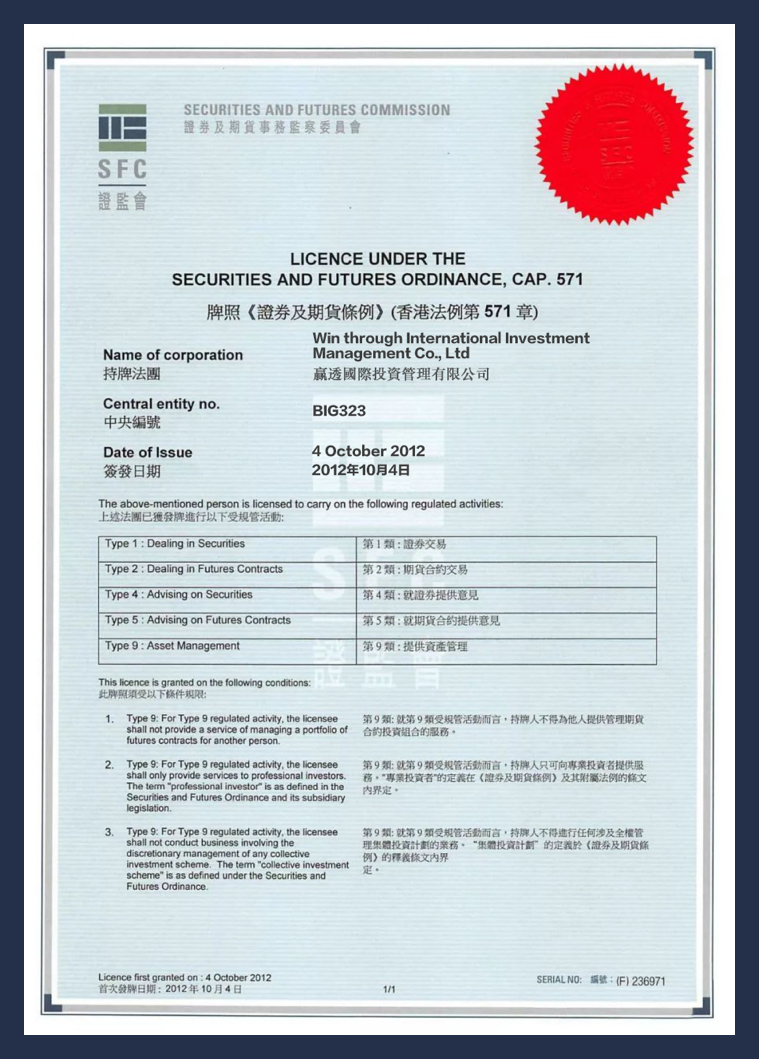 SECURITIES AND FUTURES COMMISSION
證券及期貨事務監察委員會
SFC
證監會
LICENCE UNDER THE
SECURITIES AND FUTURES ORDINANCE, CAP. 571
牌照《證券及期貨條例》(香港法例第 571 章)
Name of corporation
持牌法團
Win through International Investment
Management Co., Ltd
贏透國際投資管理有限公司
Central entity no.
中央編號
BIG323
Date of Issue
簽發日期
4 October 2012
2012年10月4日
The above-mentioned person is licensed to carry on the following regulated activities:
上述法團已獲發牌進行以下受規管活動:
Type 1 : Dealing in Securities
第 1 類 : 證券交易
Type 2 : Dealing in Futures Contracts
第 2 類 : 期貨合約交易
Type 4 : Advising on Securities
第 4 類 : 就證券提供意見
Type 5 : Advising on Futures Contracts
第 5 類 : 就期貨合約提供意見
Type 9 : Asset Management
第 9 類 : 提供資產管理
SFC
證監會
This licence is granted on the following conditions:
此牌照須受以下條件規限:
1. Type 9: For Type 9 regulated activity, the licensee
shall not provide a service of managing a portfolio of
futures contracts for another person.
第 9 類: 就第 9 類受規管活動而言，持牌人不得為他人提供管理期貨
合約投資組合的服務。
2. Type 9: For Type 9 regulated activity, the licensee
shall only provide services to professional investors.
The term "professional investor" is as defined in the
Securities and Futures Ordinance and its subsidiary
legislation.
第 9 類: 就第 9 類受規管活動而言，持牌人只可向專業投資者提供服
務。"專業投資者"的定義在《證券及期貨條例》及其附屬法例的條文
內界定。
3. Type 9: For Type 9 regulated activity, the licensee
shall not conduct business involving the
discretionary management of any collective
investment scheme. The term "collective investment
scheme" is as defined under the Securities and
Futures Ordinance.
第 9 類: 就第 9 類受規管活動而言，持牌人不得進行任何涉及全權管
理集體投資計劃的業務。 "集體投資計劃" 的定義於《證券及期貨條
例》的釋義條文內界
定。
Licence first granted on : 4 October 2012
首次發牌日期 : 2012 年 10 月 4 日
1/1
SERIAL NO: 編號 : (F) 236971